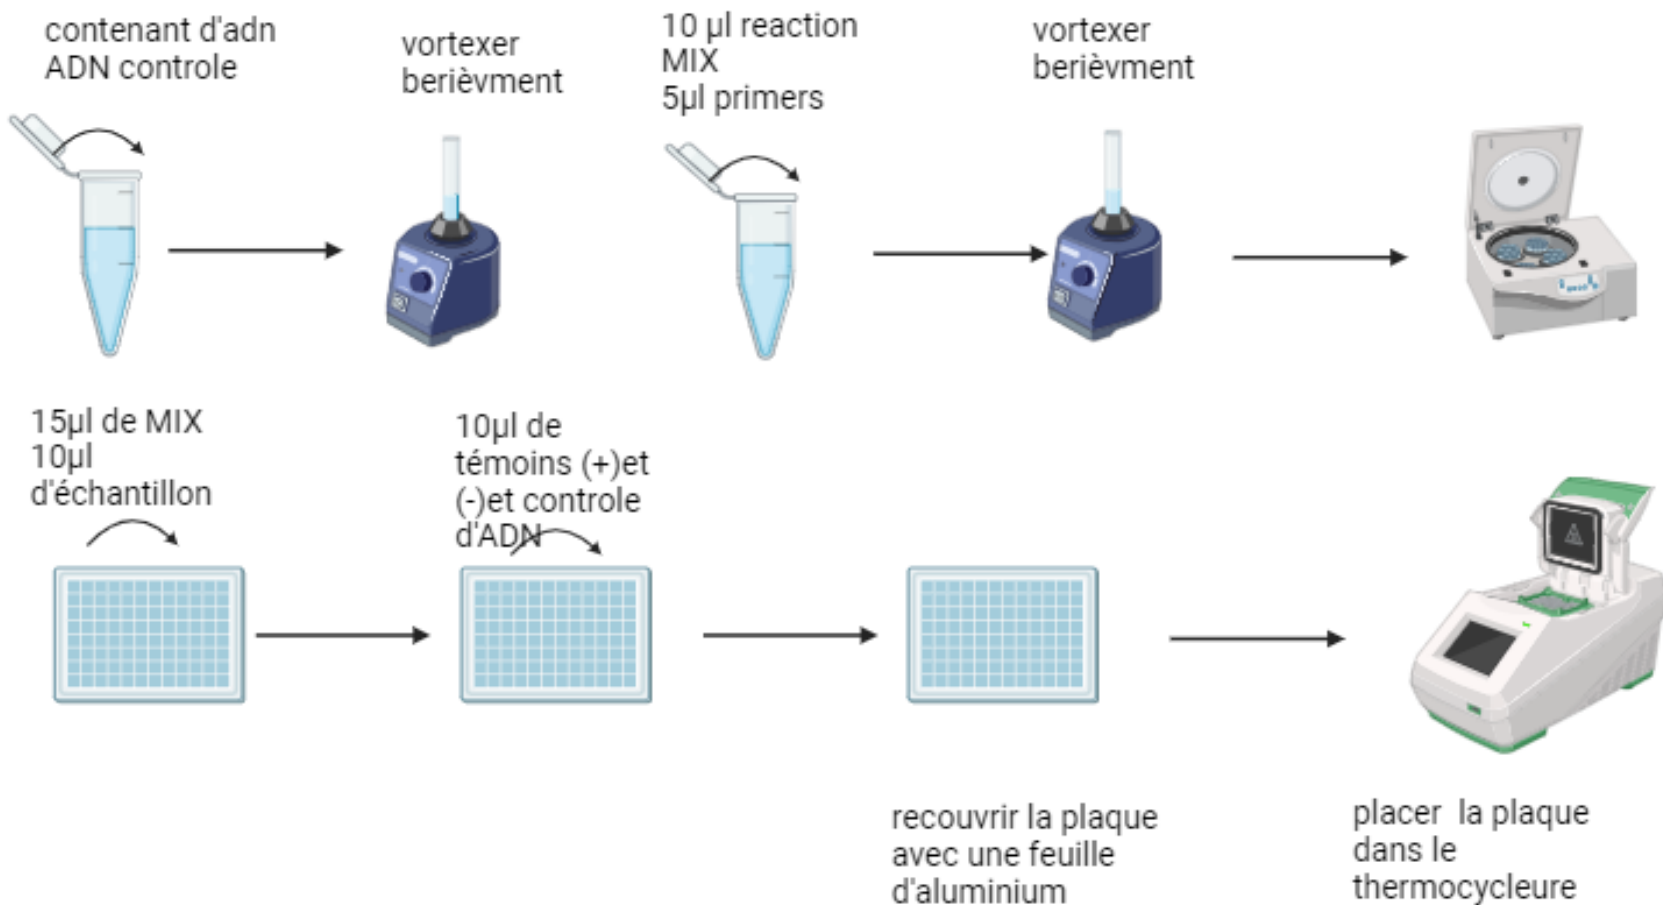 contenant d'adn
ADN controle
vortexer
berièvment
10 µl reaction
MIX
5µl primers
vortexer
berièvment
15µl de MIX
10µl
d'échantillon
10µl de
témoins (+)et
(-)et controle
d'ADN
recouvrir la plaque
avec une feuille
d'aluminium
placer  la plaque
dans le
thermocycleure